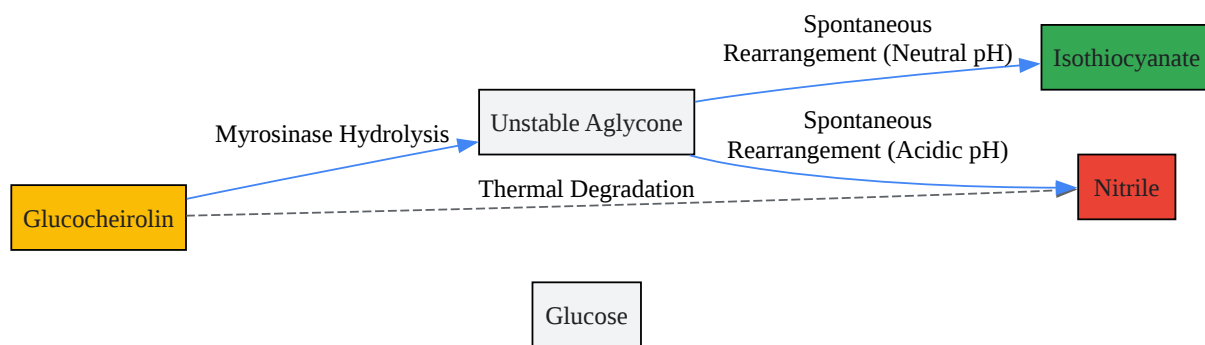 Spontaneous
Rearrangement (Neutral pH)
Isothiocyanate
Unstable Aglycone
Myrosinase Hydrolysis
Spontaneous
Rearrangement (Acidic pH)
Thermal Degradation
Nitrile
Glucocheirolin
Glucose